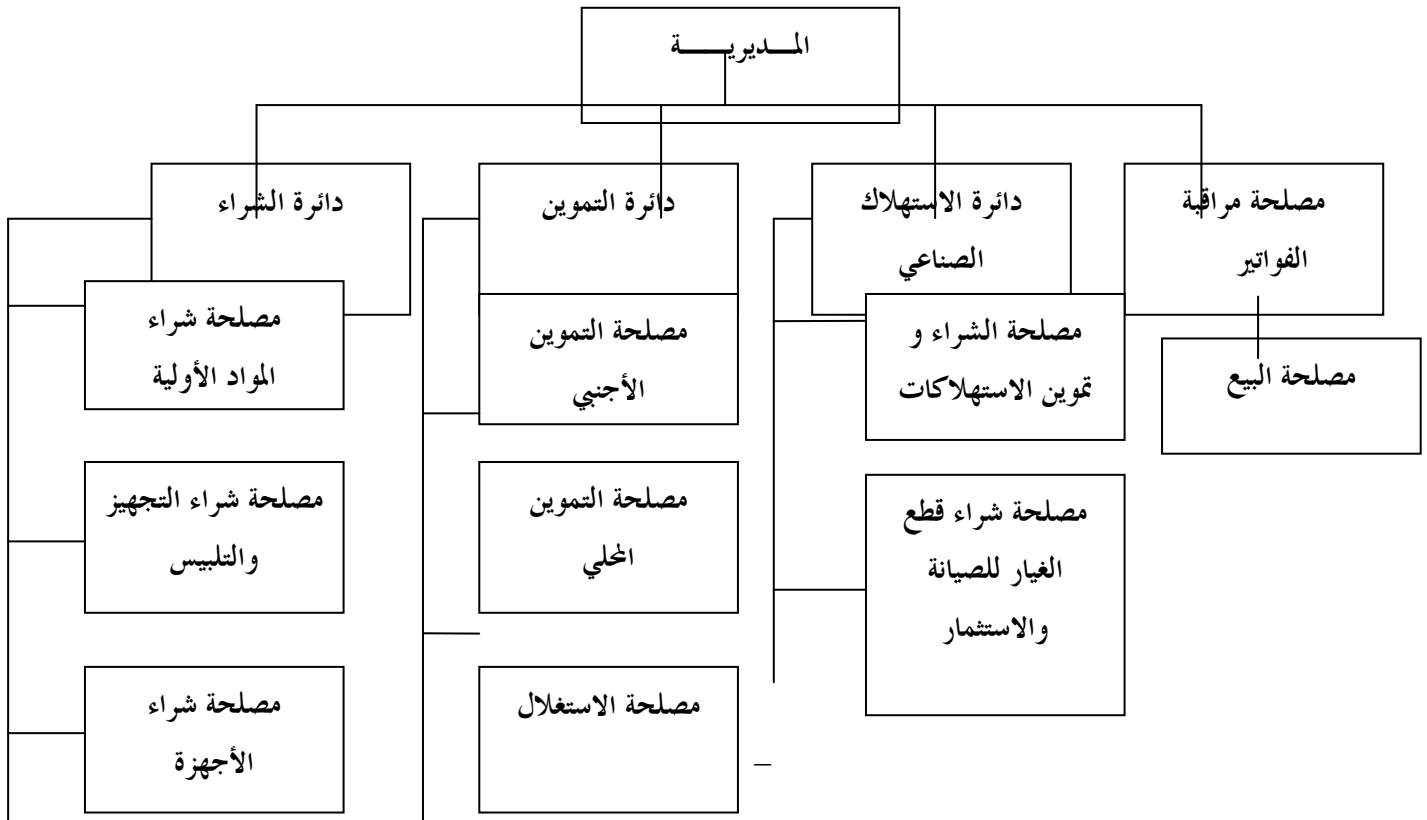 المـــديريـــــة
مصلحة مراقبة
الفواتير
دائرة الاستهلاك
الصناعي
دائرة التموين
دائرة الشراء
مصلحة البيع
مصلحة الشراء و
تموين الاستهلاكات
مصلحة التموين
الأجنبي
مصلحة شراء
المواد الأولية
مصلحة شراء قطع
الغيار للصيانة
والاستثمار
مصلحة التموين
المحلي
مصلحة شراء التجهيز
والتلبيس
مصلحة الاستغلال
مصلحة شراء
الأجهزة